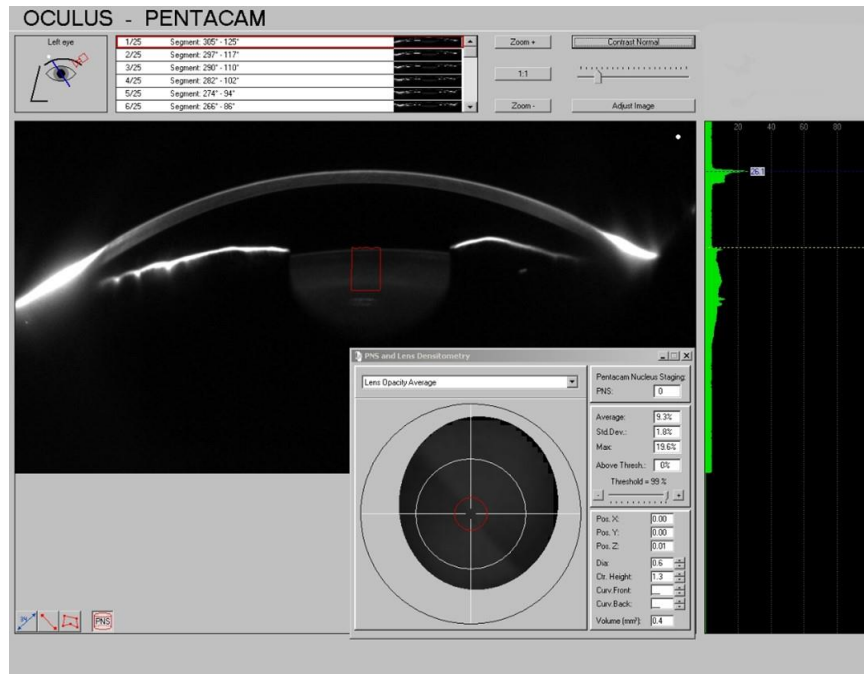 OCULUS - PENTACAM
Left eye
1/25 Segment: 305° - 125°
2/25 Segment: 297° - 117°
3/25 Segment: 290° - 110°
4/25 Segment: 282° - 102°
5/25 Segment: 274° - 94°
6/25 Segment: 266° - 86°
Zoom +
1:1
Zoom -
Contrast Normal
Adjust Image
20 40 60 80
26.1
PNS and Lens Densitometry
Lens Opacity Average
Pentacam Nucleus Staging:
PNS: 0
Average: 9.3%
Std.Dev.: 1.8%
Max: 19.6%
Above Thresh.: 0%
Threshold = 99 %
- +
Pos. X: 0.00
Pos. Y: 0.00
Pos. Z: 0.01
Dia: 0.6
Ctr. Height: 1.3
Curv.Front: __
Curv.Back: __
Volume (mm³): 0.4
PNS